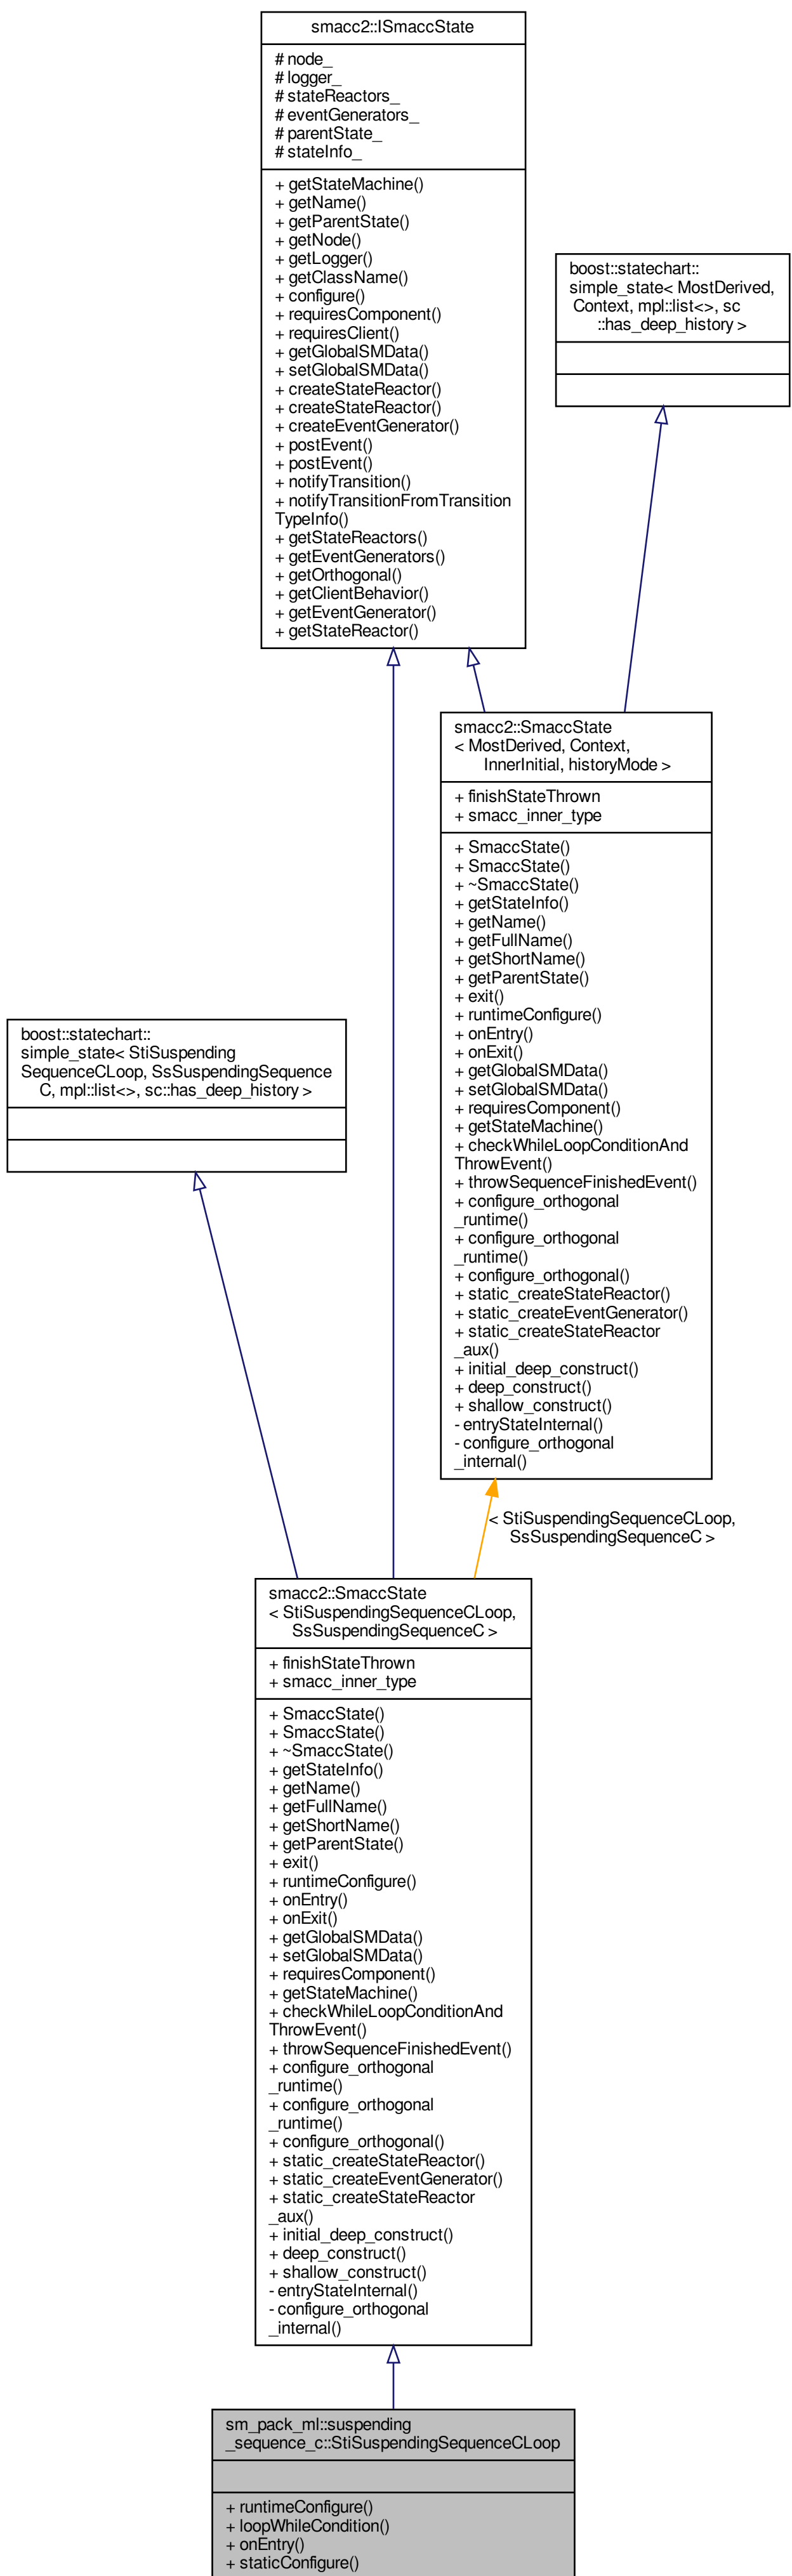 smacc2::ISmaccState
# node_
# logger_
# stateReactors_
# eventGenerators_
# parentState_
# stateInfo_
+ getStateMachine()
+ getName()
+ getParentState()
+ getNode()
+ getLogger()
+ getClassName()
+ configure()
+ requiresComponent()
+ requiresClient()
+ getGlobalSMData()
+ setGlobalSMData()
+ createStateReactor()
+ createStateReactor()
+ createEventGenerator()
+ postEvent()
+ postEvent()
+ notifyTransition()
+ notifyTransitionFromTransition
TypeInfo()
+ getStateReactors()
+ getEventGenerators()
+ getOrthogonal()
+ getClientBehavior()
+ getEventGenerator()
+ getStateReactor()
boost::statechart::
simple_state< MostDerived,
Context, mpl::list<>, sc
::has_deep_history >
smacc2::SmaccState
< MostDerived, Context,
InnerInitial, historyMode >
+ finishStateThrown
+ smacc_inner_type
+ SmaccState()
+ SmaccState()
+ ~SmaccState()
+ getStateInfo()
+ getName()
+ getFullName()
+ getShortName()
+ getParentState()
+ exit()
+ runtimeConfigure()
+ onEntry()
+ onExit()
+ getGlobalSMData()
+ setGlobalSMData()
+ requiresComponent()
+ getStateMachine()
+ checkWhileLoopConditionAnd
ThrowEvent()
+ throwSequenceFinishedEvent()
+ configure_orthogonal
_runtime()
+ configure_orthogonal
_runtime()
+ configure_orthogonal()
+ static_createStateReactor()
+ static_createEventGenerator()
+ static_createStateReactor
_aux()
+ initial_deep_construct()
+ deep_construct()
+ shallow_construct()
- entryStateInternal()
- configure_orthogonal
_internal()
boost::statechart::
simple_state< StiSuspending
SequenceCLoop, SsSuspendingSequence
C, mpl::list<>, sc::has_deep_history >
< StiSuspendingSequenceCLoop,
SsSuspendingSequenceC >
smacc2::SmaccState
< StiSuspendingSequenceCLoop,
SsSuspendingSequenceC >
+ finishStateThrown
+ smacc_inner_type
+ SmaccState()
+ SmaccState()
+ ~SmaccState()
+ getStateInfo()
+ getName()
+ getFullName()
+ getShortName()
+ getParentState()
+ exit()
+ runtimeConfigure()
+ onEntry()
+ onExit()
+ getGlobalSMData()
+ setGlobalSMData()
+ requiresComponent()
+ getStateMachine()
+ checkWhileLoopConditionAnd
ThrowEvent()
+ throwSequenceFinishedEvent()
+ configure_orthogonal
_runtime()
+ configure_orthogonal
_runtime()
+ configure_orthogonal()
+ static_createStateReactor()
+ static_createEventGenerator()
+ static_createStateReactor
_aux()
+ initial_deep_construct()
+ deep_construct()
+ shallow_construct()
- entryStateInternal()
- configure_orthogonal
_internal()
sm_pack_ml::suspending
_sequence_c::StiSuspendingSequenceCLoop
+ runtimeConfigure()
+ loopWhileCondition()
+ onEntry()
+ staticConfigure()